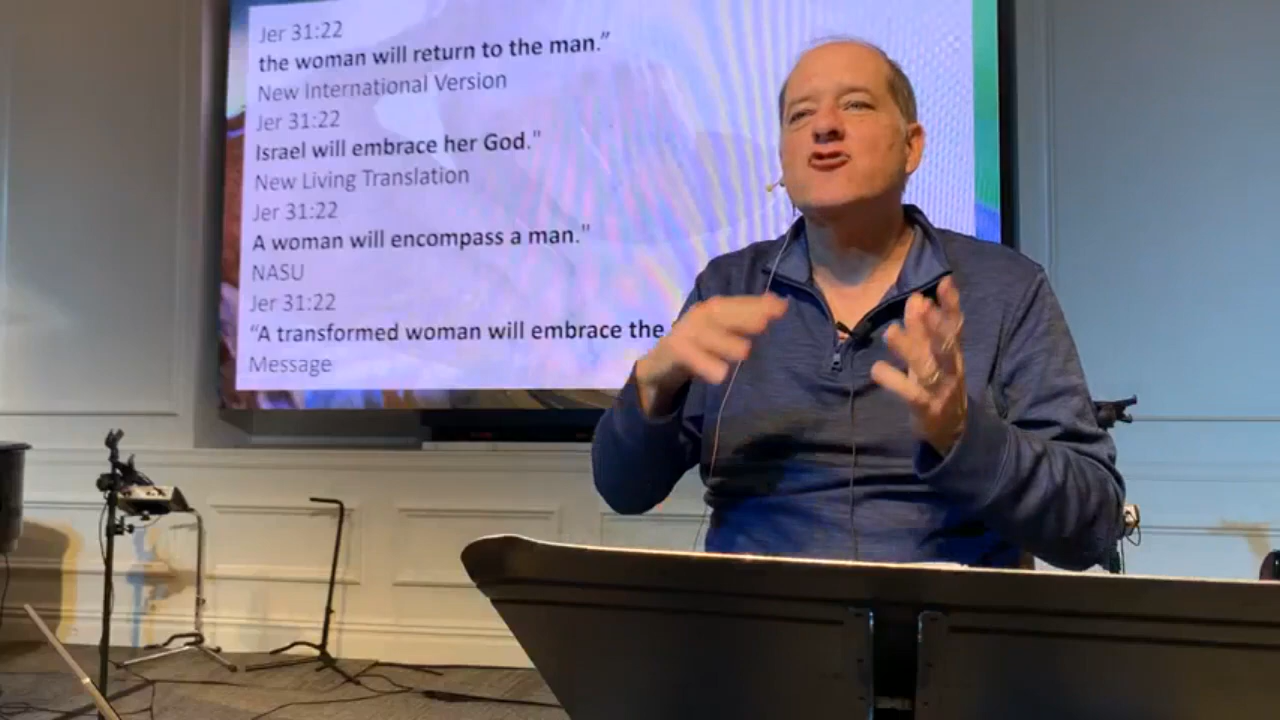 Jer 31:22
the woman will return to the man.”
New International Version
Jer 31:22
Israel will embrace her God."
New Living Translation
Jer 31:22
A woman will encompass a man."
NASU
Jer 31:22
“A transformed woman will embrace the
Message